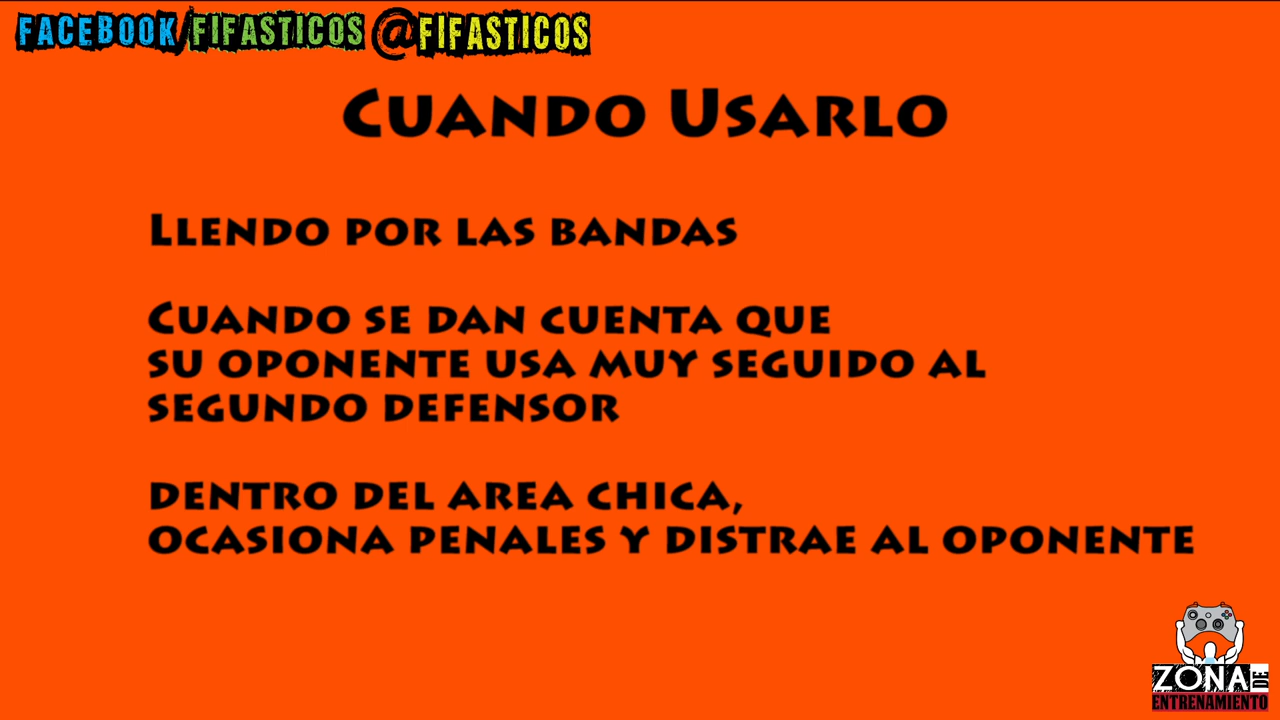 FACEBOOK/FIFASTICOS @FIFASTICOS
CUANDO USARLO
LLENDO POR LAS BANDAS
CUANDO SE DAN CUENTA QUE
SU OPONENTE USA MUY SEGUIDO AL
SEGUNDO DEFENSOR
DENTRO DEL AREA CHICA,
OCASIONA PENALES Y DISTRAE AL OPONENTE
ZONA DE
ENTRENAMIENTO